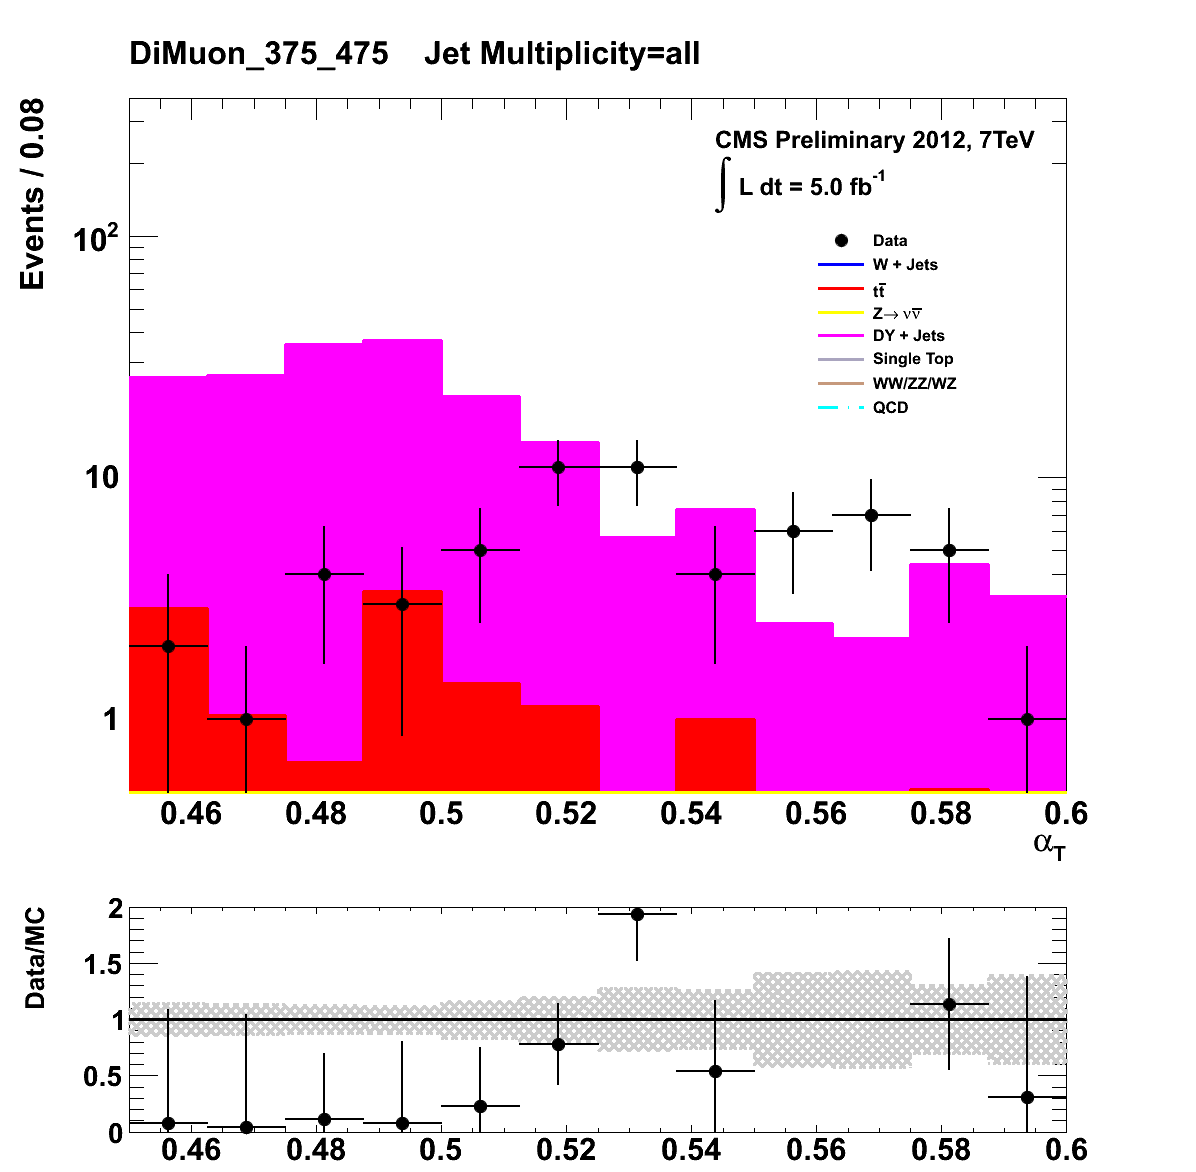 DiMuon_375_475 Jet Multiplicity=all
Events / 0.08
CMS Preliminary 2012, 7TeV
∫ L dt = 5.0 fb⁻¹
Data
W + Jets
tt̅
Z→ νν̅
DY + Jets
Single Top
WW/ZZ/WZ
QCD
10²
10
1
0.46 0.48 0.5 0.52 0.54 0.56 0.58 0.6
α_T
Data/MC
2
1.5
1
0.5
0
0.46 0.48 0.5 0.52 0.54 0.56 0.58 0.6